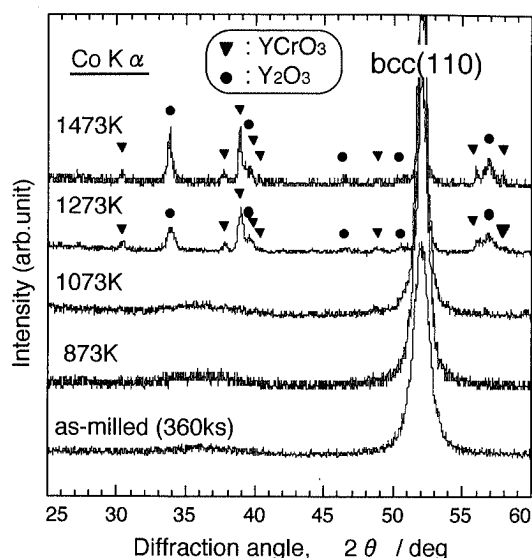 Co K α
▼ : YCrO3
● : Y2O3
bcc(110)
1473K
1273K
1073K
873K
as-milled (360ks)
Intensity (arb.unit)
25 30 35 40 45 50 55 60
Diffraction angle, 2 θ / deg